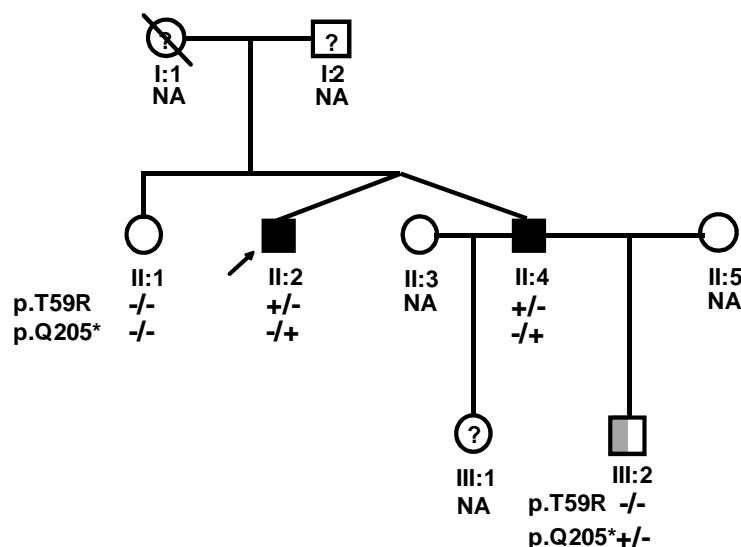 ? ?
I:1 I:2
NA NA
II:1 II:2 II:3 II:4 II:5
NA NA
p.T59R -/- +/- +/-
p.Q205* -/- -/+ -/+
?
III:1 III:2
NA
p.T59R -/-
p.Q205* +/-